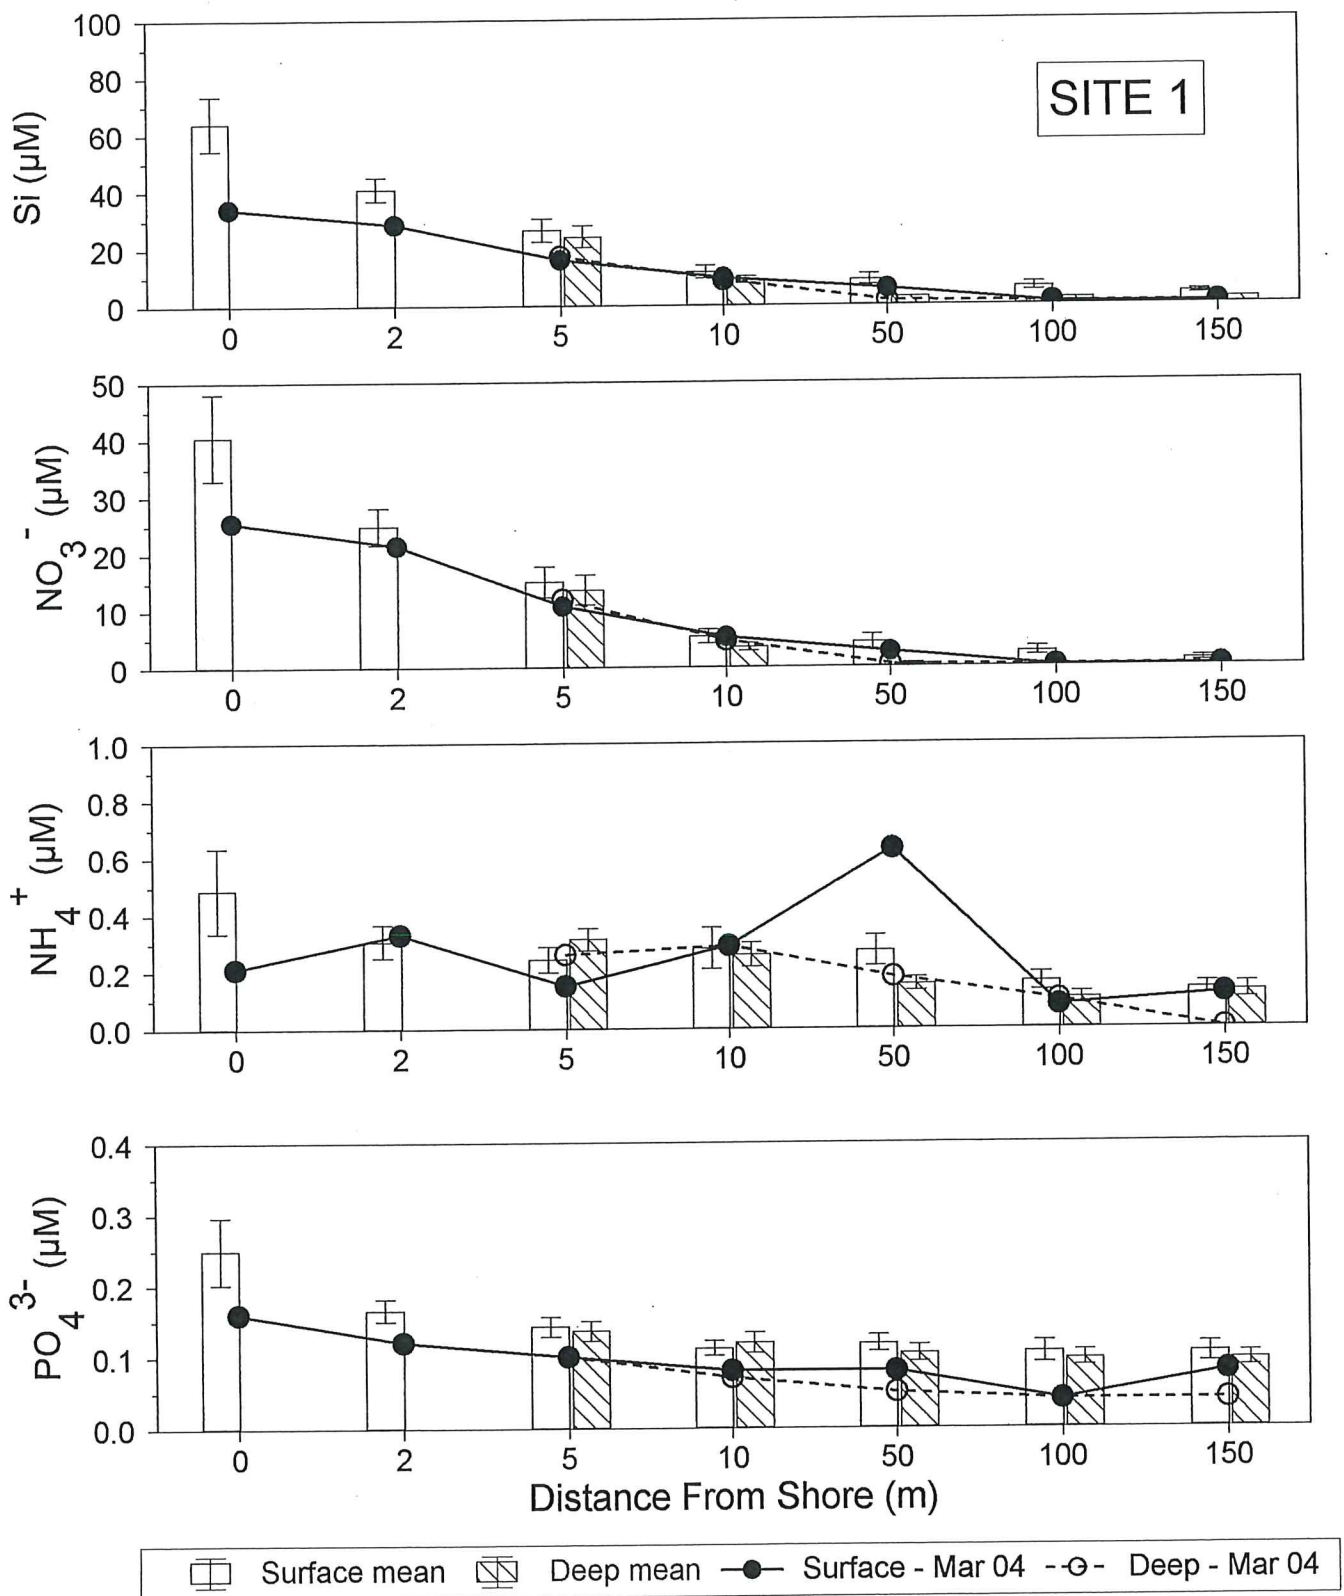 SITE 1
Si (µM)
100
80
60
40
20
0
0 2 5 10 50 100 150
NO3- (µM)
50
40
30
20
10
0
0 2 5 10 50 100 150
NH4+ (µM)
1.0
0.8
0.6
0.4
0.2
0.0
0 2 5 10 50 100 150
PO4 3- (µM)
0.4
0.3
0.2
0.1
0.0
0 2 5 10 50 100 150
Distance From Shore (m)
Surface mean Deep mean Surface - Mar 04 Deep - Mar 04